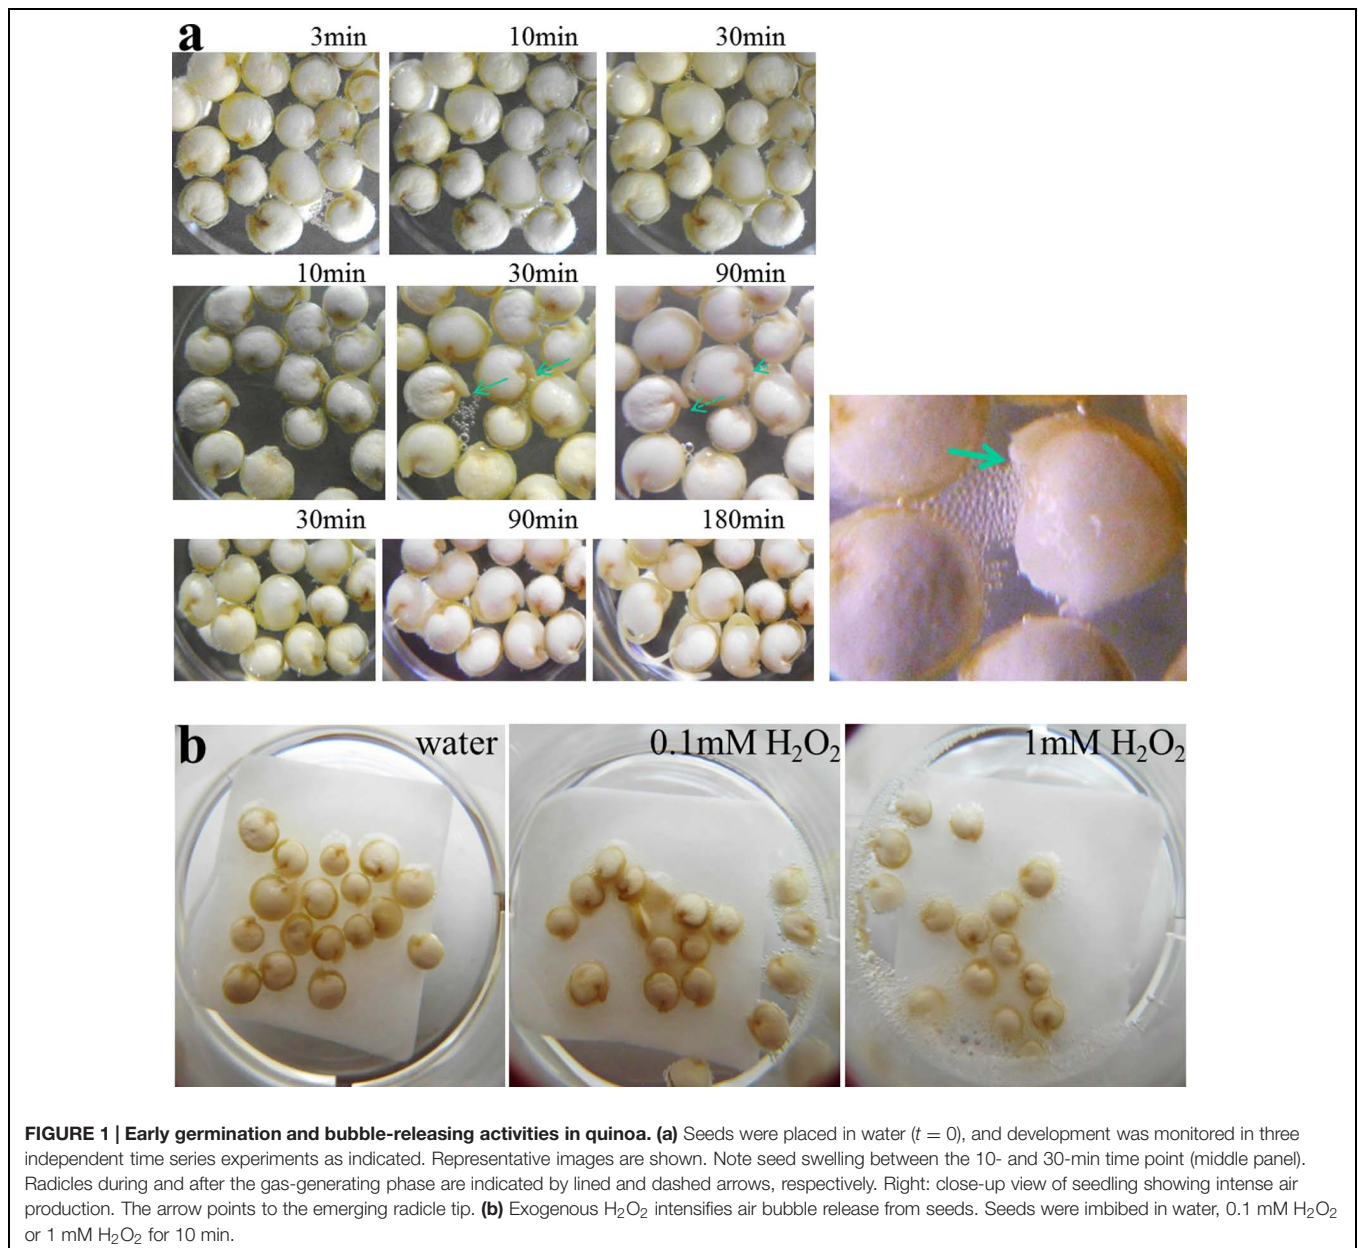 a
3min 10min 30min
10min 30min 90min
30min 90min 180min
b
water 0.1mM H₂O₂ 1mM H₂O₂
FIGURE 1 | Early germination and bubble-releasing activities in quinoa. (a) Seeds were placed in water (t = 0), and development was monitored in three
independent time series experiments as indicated. Representative images are shown. Note seed swelling between the 10- and 30-min time point (middle panel).
Radicles during and after the gas-generating phase are indicated by lined and dashed arrows, respectively. Right: close-up view of seedling showing intense air
production. The arrow points to the emerging radicle tip. (b) Exogenous H₂O₂ intensifies air bubble release from seeds. Seeds were imbibed in water, 0.1 mM H₂O₂
or 1 mM H₂O₂ for 10 min.